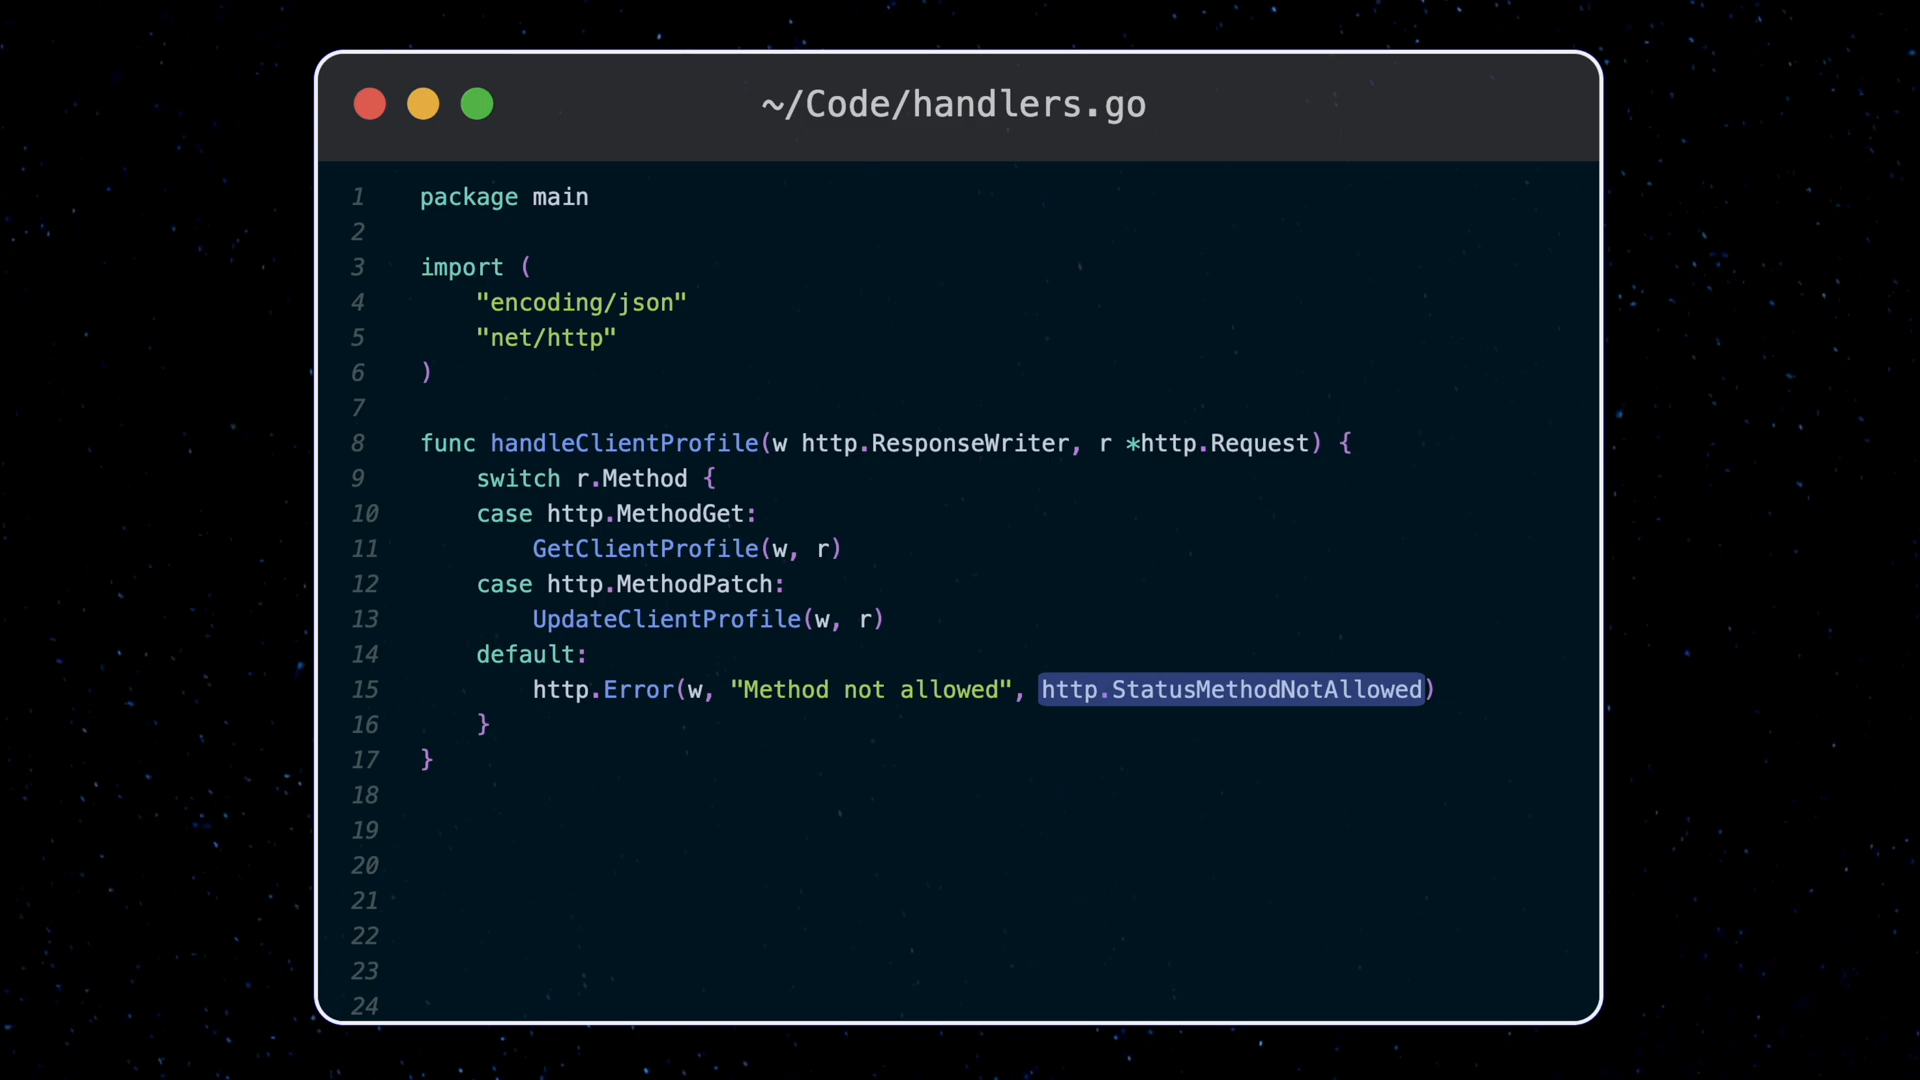 ~/Code/handlers.go
1 package main
2
3 import (
4 "encoding/json"
5 "net/http"
6 )
7
8 func handleClientProfile(w http.ResponseWriter, r *http.Request) {
9 switch r.Method {
10 case http.MethodGet:
11 GetClientProfile(w, r)
12 case http.MethodPatch:
13 UpdateClientProfile(w, r)
14 default:
15 http.Error(w, "Method not allowed", http.StatusMethodNotAllowed)
16 }
17 }
18
19
20
21
22
23
24